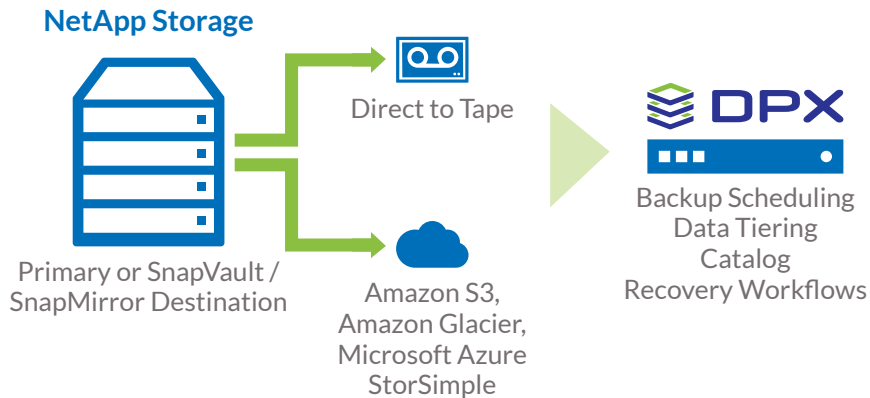 NetApp Storage
Primary or SnapVault /
SnapMirror Destination
Direct to Tape
Amazon S3,
Amazon Glacier,
Microsoft Azure
StorSimple
DPX
Backup Scheduling
Data Tiering
Catalog
Recovery Workflows